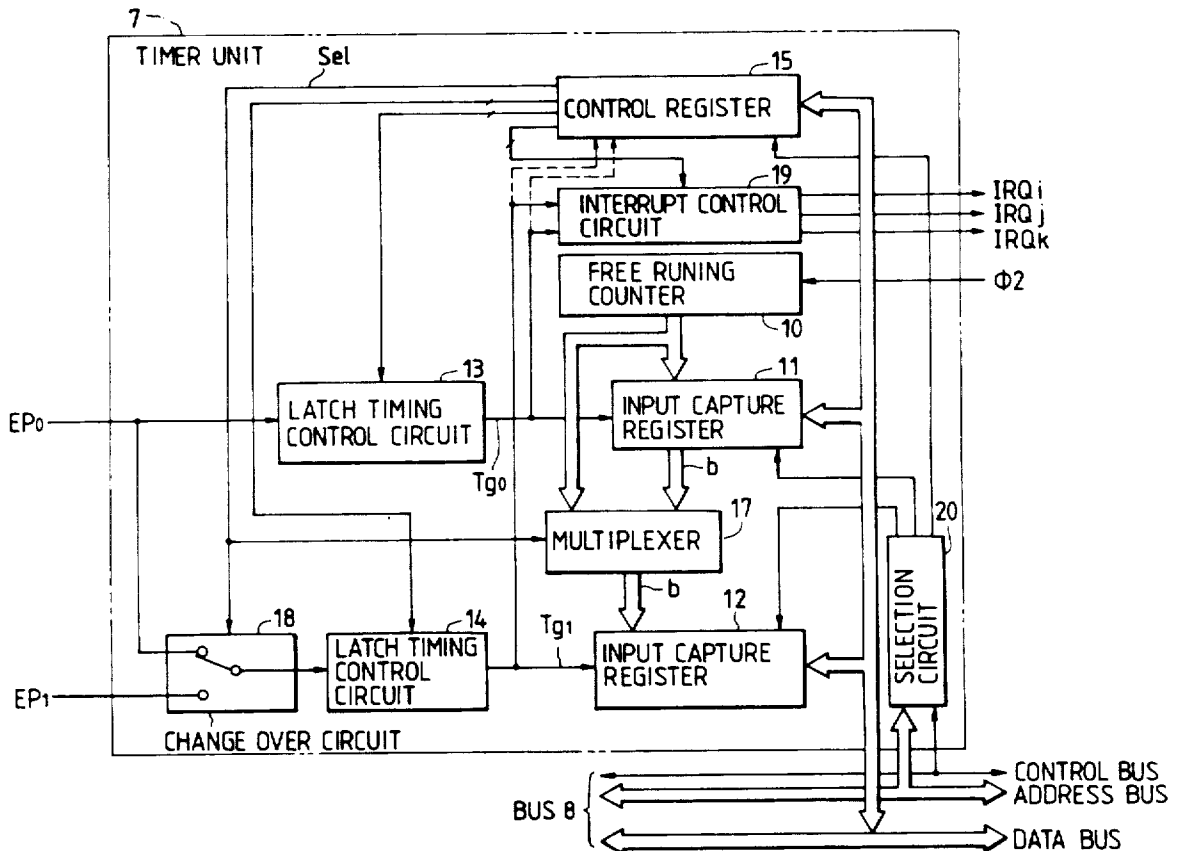 7
TIMER UNIT
Sel
15
CONTROL REGISTER
19
INTERRUPT CONTROL
CIRCUIT
IRQi
IRQj
IRQk
FREE RUNING
COUNTER
10
Φ2
13
LATCH TIMING
CONTROL CIRCUIT
EP0
Tg0
11
INPUT CAPTURE
REGISTER
b
17
MULTIPLEXER
b
20
SELECTION
CIRCUIT
18
EP1
CHANGE OVER CIRCUIT
14
LATCH TIMING
CONTROL
CIRCUIT
Tg1
12
INPUT CAPTURE
REGISTER
BUS 8
CONTROL BUS
ADDRESS BUS
DATA BUS